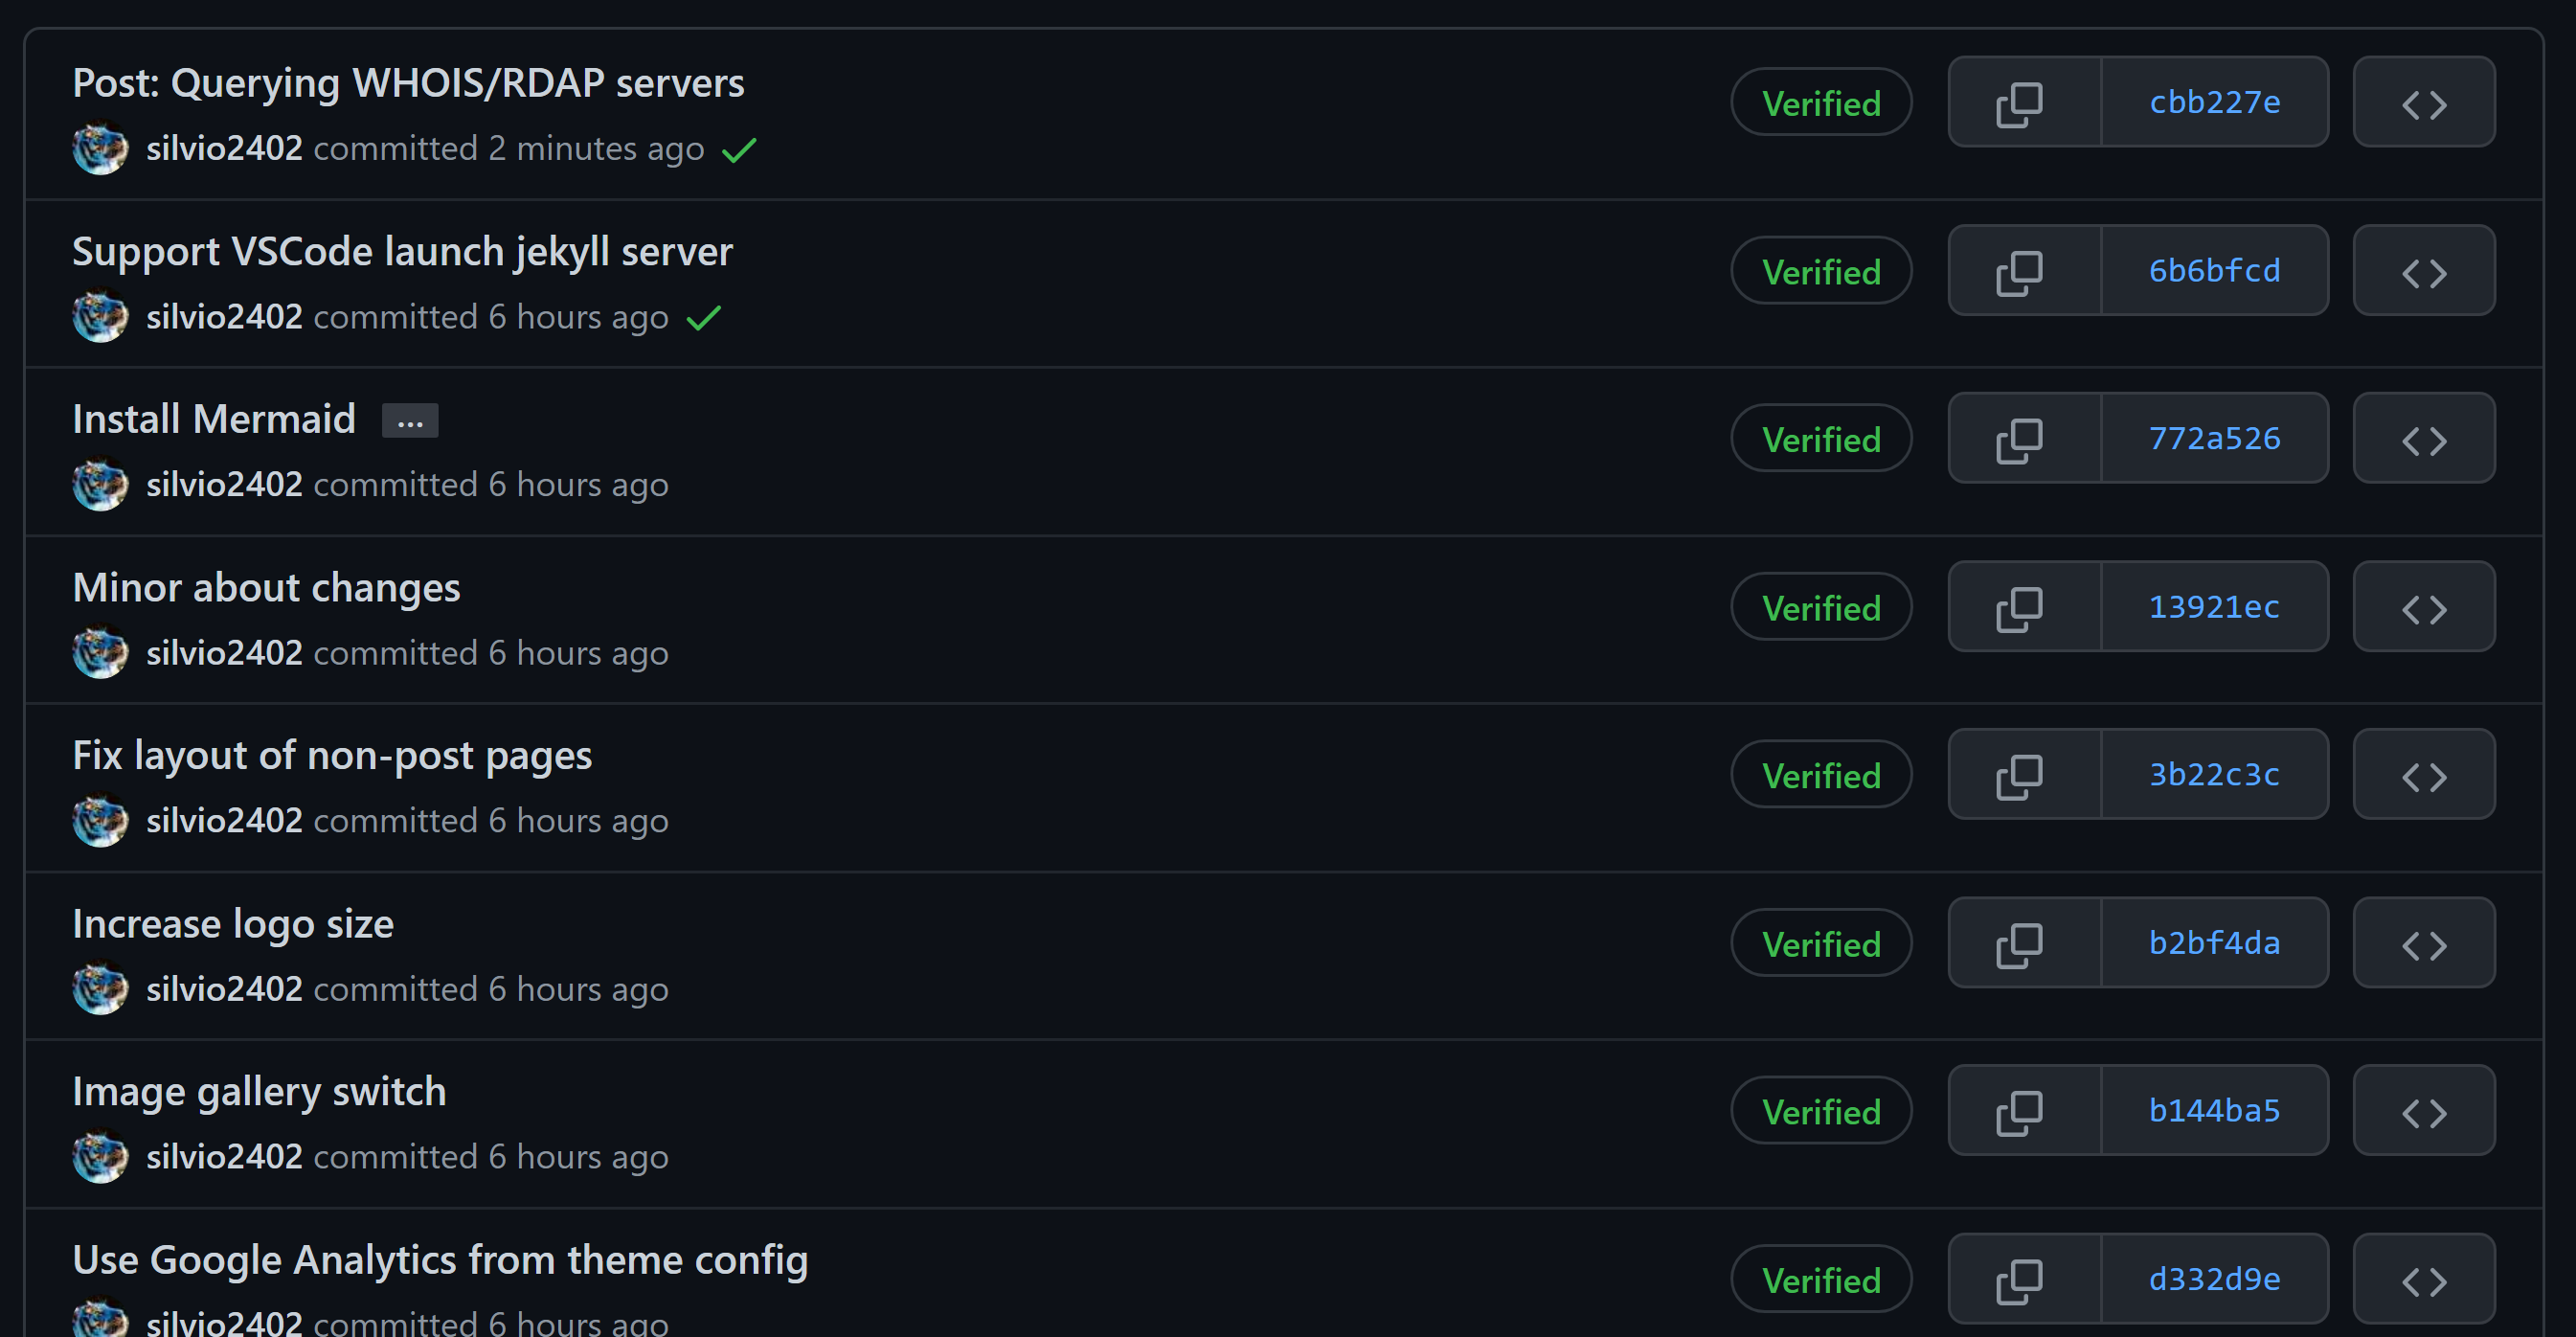 Post: Querying WHOIS/RDAP servers
silvio2402 committed 2 minutes ago
Verified
cbb227e
Support VSCode launch jekyll server
silvio2402 committed 6 hours ago
Verified
6b6bfcd
Install Mermaid ...
silvio2402 committed 6 hours ago
Verified
772a526
Minor about changes
silvio2402 committed 6 hours ago
Verified
13921ec
Fix layout of non-post pages
silvio2402 committed 6 hours ago
Verified
3b22c3c
Increase logo size
silvio2402 committed 6 hours ago
Verified
b2bf4da
Image gallery switch
silvio2402 committed 6 hours ago
Verified
b144ba5
Use Google Analytics from theme config
silvio2402 committed 6 hours ago
Verified
d332d9e